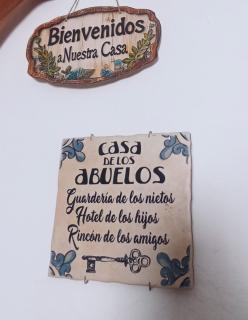 Bienvenidos
a Nuestra Casa
CASA
DE LOS
ABUELOS
Guardería de los nietos
Hotel de los hijos
Rincón de los amigos